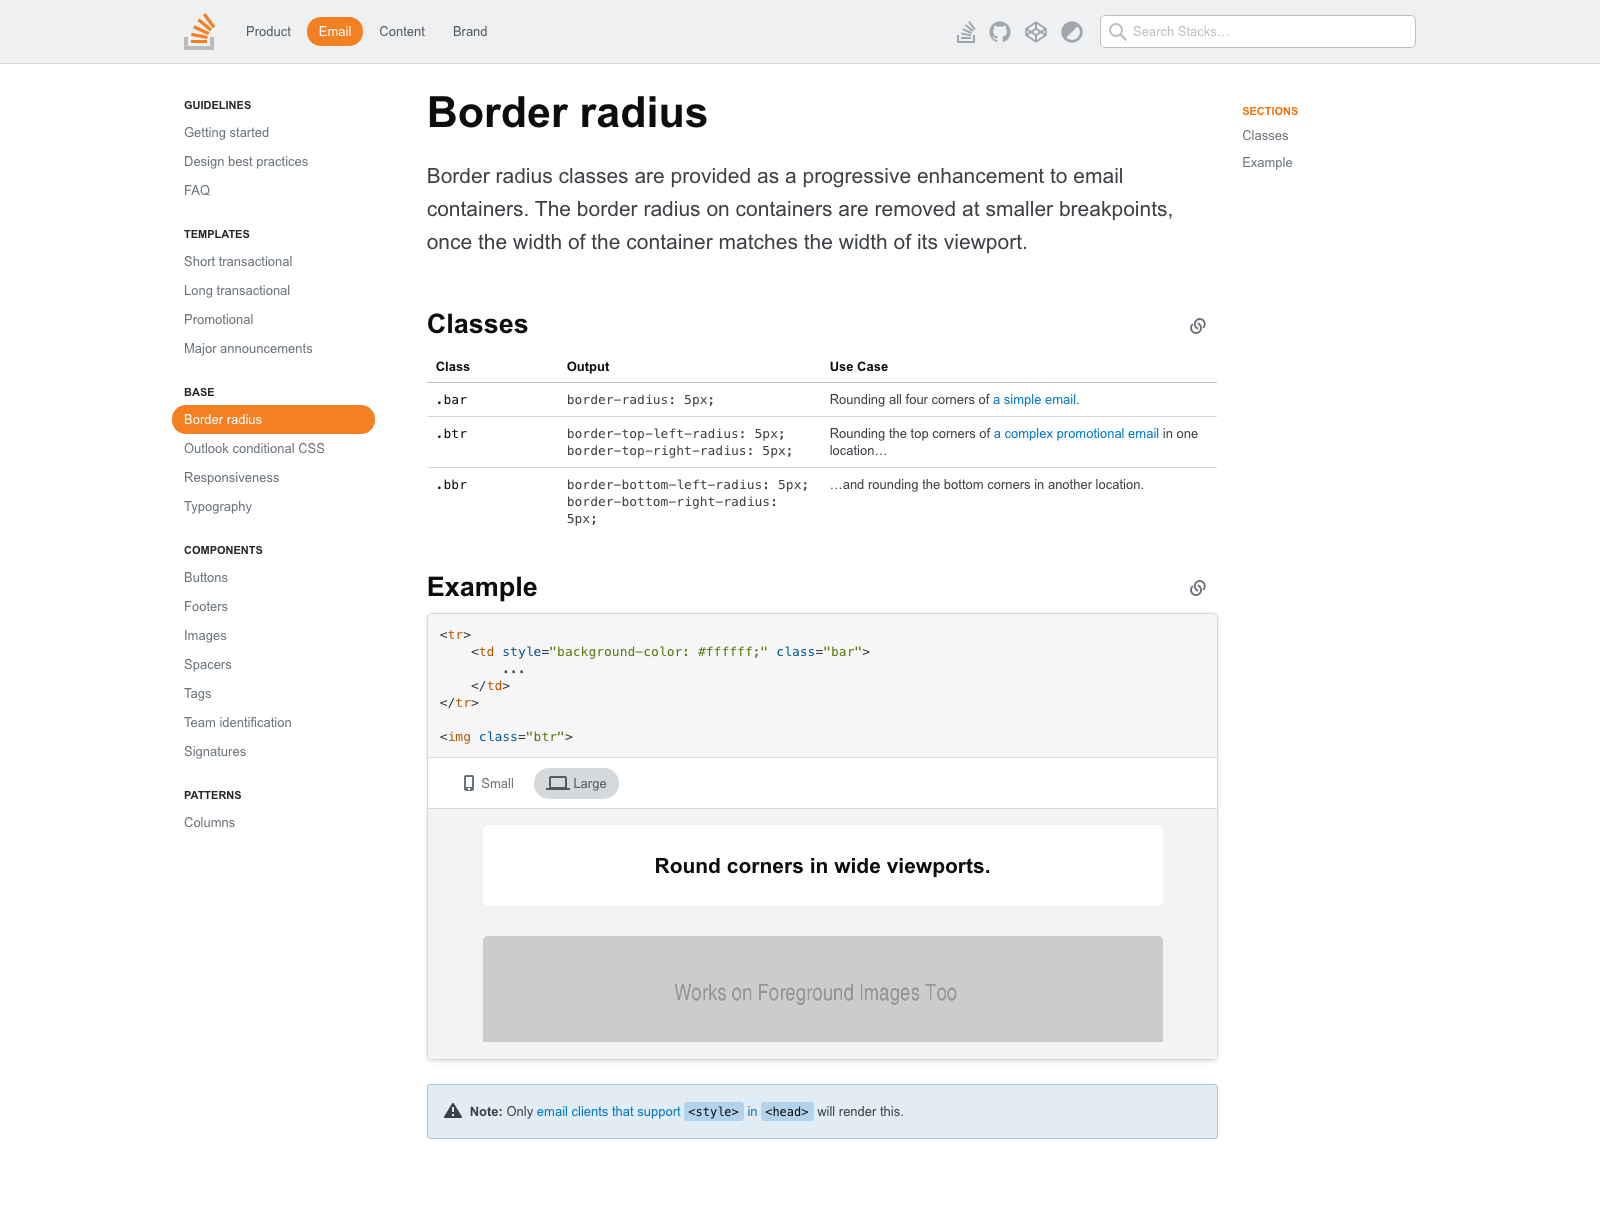 Product
Email
Content
Brand
Search Stacks…
GUIDELINES
Getting started
Design best practices
FAQ
TEMPLATES
Short transactional
Long transactional
Promotional
Major announcements
BASE
Border radius
Outlook conditional CSS
Responsiveness
Typography
COMPONENTS
Buttons
Footers
Images
Spacers
Tags
Team identification
Signatures
PATTERNS
Columns
Border radius
Border radius classes are provided as a progressive enhancement to email
containers. The border radius on containers are removed at smaller breakpoints,
once the width of the container matches the width of its viewport.
Classes
Class Output Use Case
.bar border-radius: 5px; Rounding all four corners of a simple email.
.btr border-top-left-radius: 5px; Rounding the top corners of a complex promotional email in one
border-top-right-radius: 5px; location…
.bbr border-bottom-left-radius: 5px; …and rounding the bottom corners in another location.
border-bottom-right-radius:
5px;
Example
<tr>
    <td style="background-color: #ffffff;" class="bar">
        ...
    </td>
</tr>
<img class="btr">
Small
Large
Round corners in wide viewports.
Works on Foreground Images Too
Note: Only email clients that support <style> in <head> will render this.
SECTIONS
Classes
Example